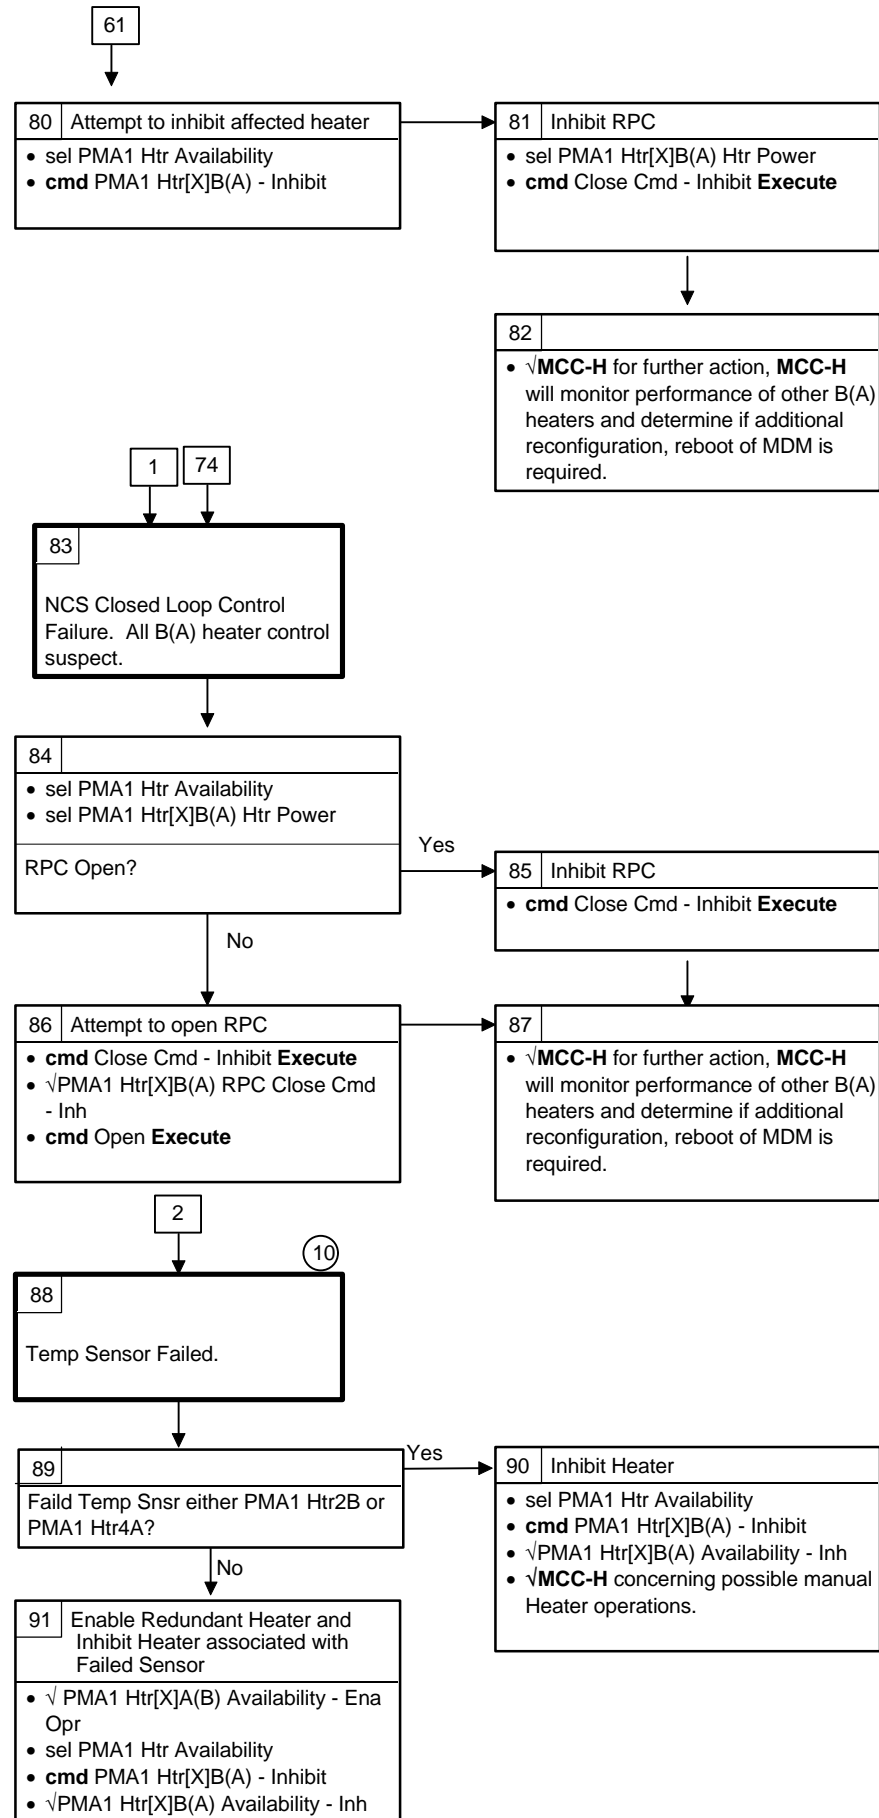 61
80 Attempt to inhibit affected heater
• sel PMA1 Htr Availability
• cmd PMA1 Htr[X]B(A) - Inhibit
81 Inhibit RPC
• sel PMA1 Htr[X]B(A) Htr Power
• cmd Close Cmd - Inhibit Execute
82
• √MCC-H for further action, MCC-H
will monitor performance of other B(A)
heaters and determine if additional
reconfiguration, reboot of MDM is
required.
1 74
83
NCS Closed Loop Control
Failure. All B(A) heater control
suspect.
84
• sel PMA1 Htr Availability
• sel PMA1 Htr[X]B(A) Htr Power
RPC Open?
Yes
85 Inhibit RPC
• cmd Close Cmd - Inhibit Execute
No
86 Attempt to open RPC
• cmd Close Cmd - Inhibit Execute
• √PMA1 Htr[X]B(A) RPC Close Cmd
- Inh
• cmd Open Execute
87
• √MCC-H for further action, MCC-H
will monitor performance of other B(A)
heaters and determine if additional
reconfiguration, reboot of MDM is
required.
2
10
88
Temp Sensor Failed.
89
Faild Temp Snsr either PMA1 Htr2B or
PMA1 Htr4A?
Yes
90 Inhibit Heater
• sel PMA1 Htr Availability
• cmd PMA1 Htr[X]B(A) - Inhibit
• √PMA1 Htr[X]B(A) Availability - Inh
• √MCC-H concerning possible manual
Heater operations.
No
91 Enable Redundant Heater and
Inhibit Heater associated with
Failed Sensor
• √ PMA1 Htr[X]A(B) Availability - Ena
Opr
• sel PMA1 Htr Availability
• cmd PMA1 Htr[X]B(A) - Inhibit
• √PMA1 Htr[X]B(A) Availability - Inh